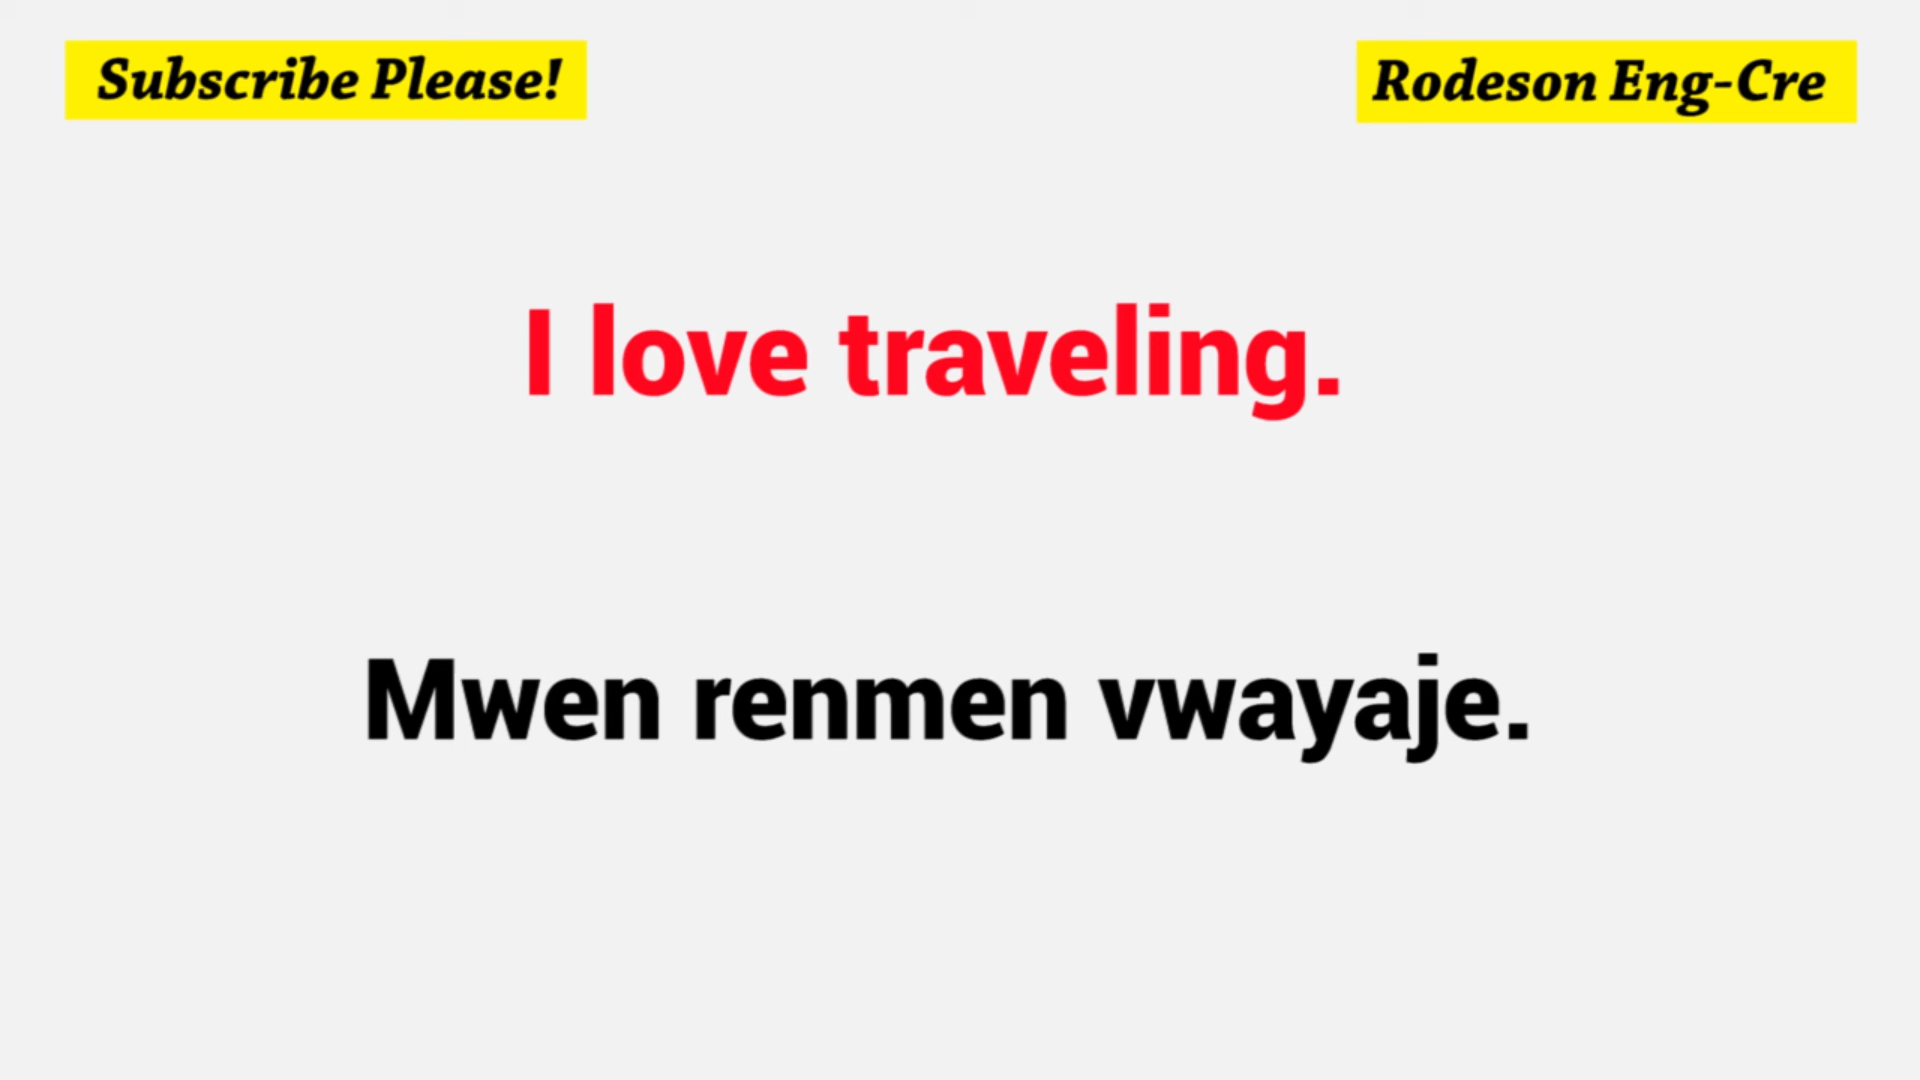 Subscribe Please!
Rodeson Eng-Cre
I love traveling.
Mwen renmen vwayaje.